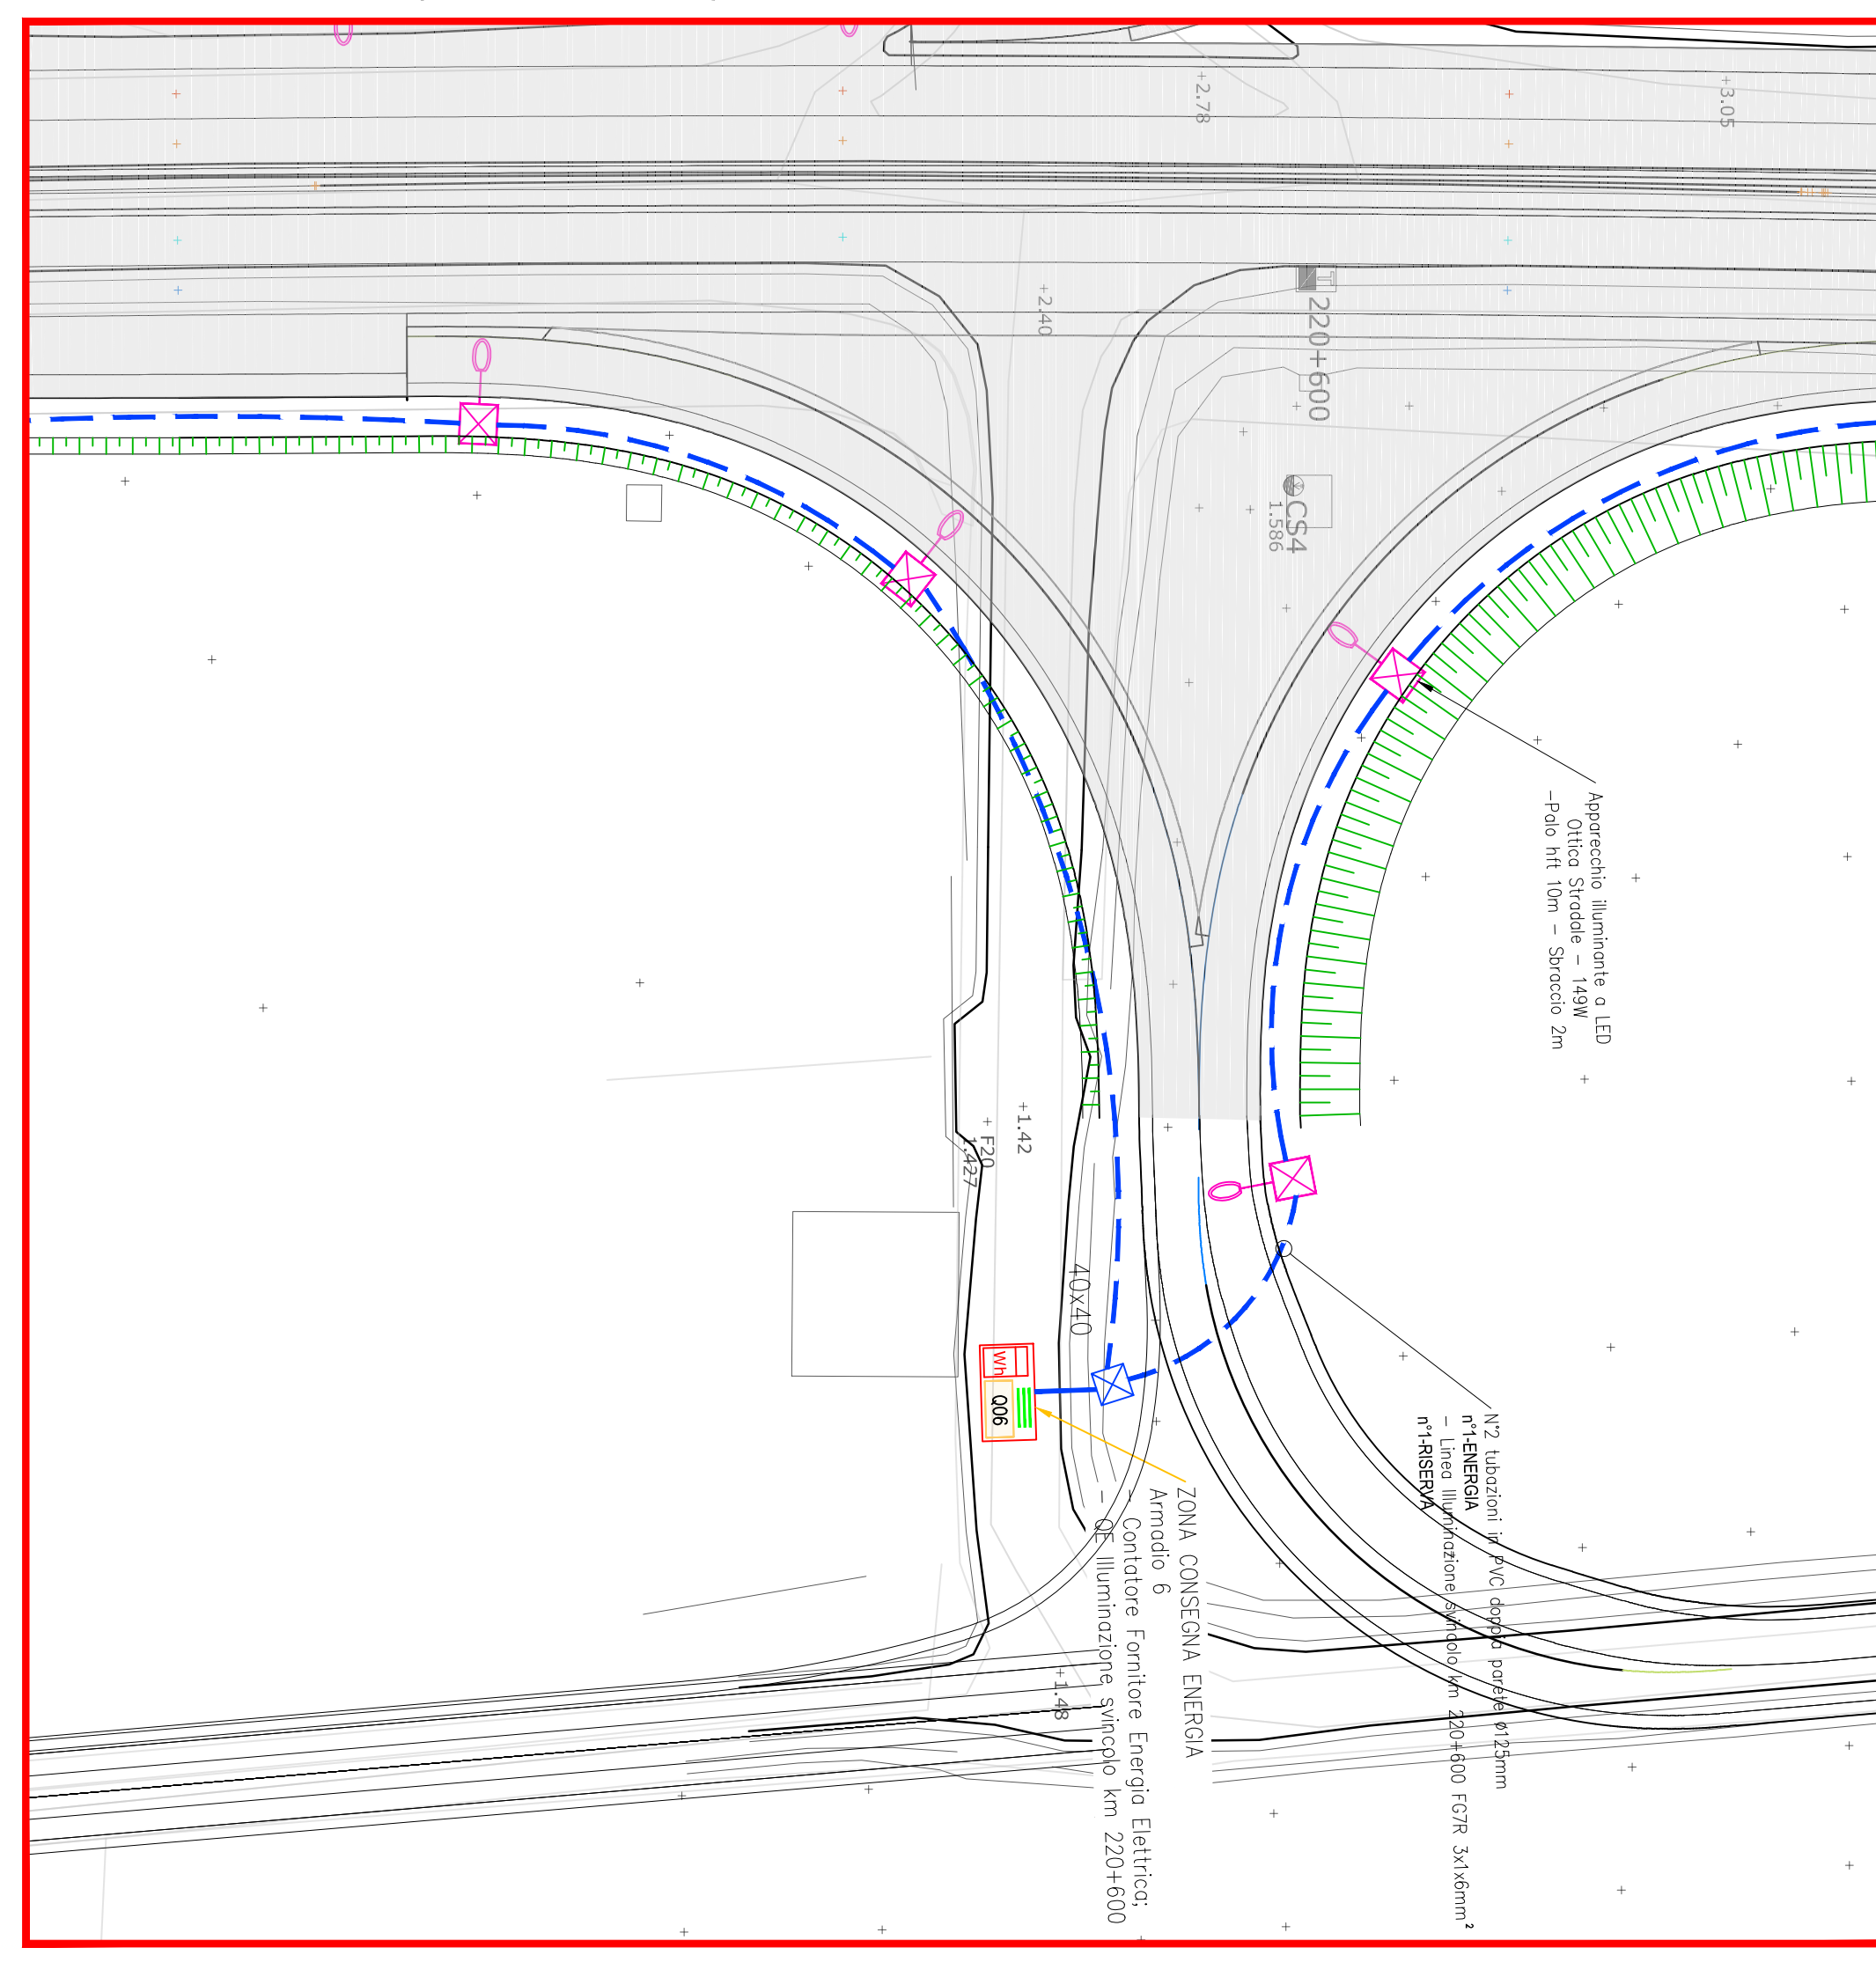 +2.78
+3.05
+2.40
T
220+600
CS4
1.586
Apparecchio illuminante a LED
Ottica Stradale - 149W
-Palo hft 10m - Sbraccio 2m
+1.42
+ F20
1.427
40x40
Wh
Q06
N°2 tubazioni in PVC doppia parete Ø125mm
n°1-ENERGIA
- Linea Illuminazione svincolo km 220+600 FG7R 3x1x6mm²
n°1-RISERVA
ZONA CONSEGNA ENERGIA
Armadio 6
- Contatore Fornitore Energia Elettrica;
- QE Illuminazione svincolo km 220+600
+1.48